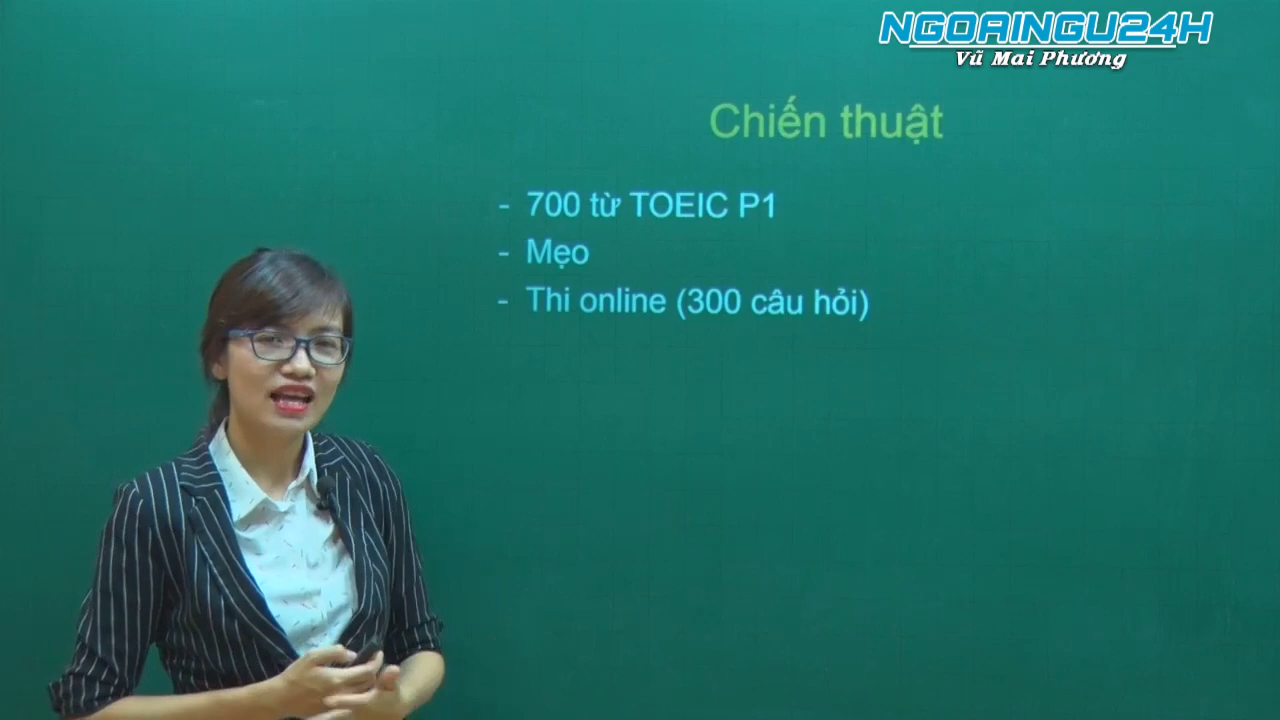 NGOAINGU24H
Vũ Mai Phương
Chiến thuật
- 700 từ TOEIC P1
- Mẹo
- Thi online (300 câu hỏi)